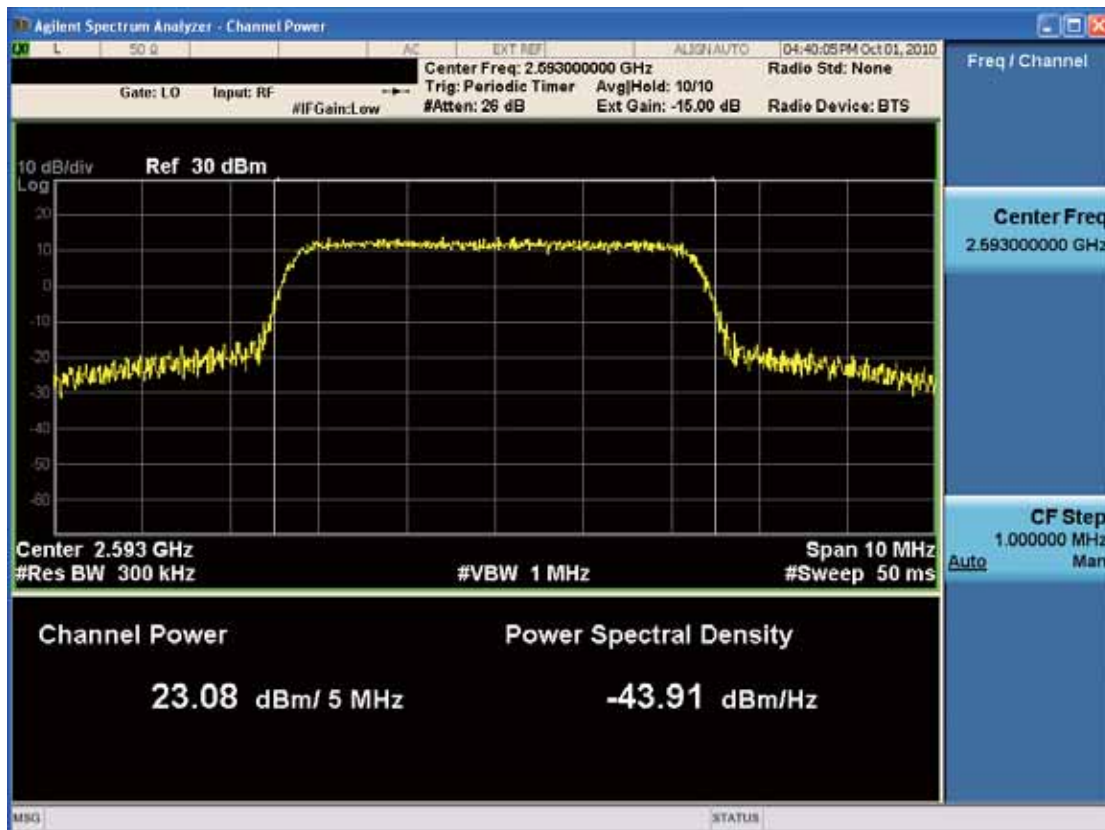 Agilent Spectrum Analyzer - Channel Power
L 50 Ω AC EXT REF ALIGN AUTO 04:40:05 PM Oct 01, 2010
Center Freq: 2.593000000 GHz Radio Std: None
Gate: LO Input: RF Trig: Periodic Timer Avg|Hold: 10/10
#IFGain:Low #Atten: 26 dB Ext Gain: -15.00 dB Radio Device: BTS
10 dB/div Ref 30 dBm
Log
20
10
0
-10
-20
-30
-40
-50
-60
Center 2.593 GHz Span 10 MHz
#Res BW 300 kHz #VBW 1 MHz #Sweep 50 ms
Channel Power Power Spectral Density
23.08 dBm/ 5 MHz -43.91 dBm/Hz
MSG STATUS
Freq / Channel
Center Freq
2.593000000 GHz
CF Step
1.000000 MHz
Auto Man